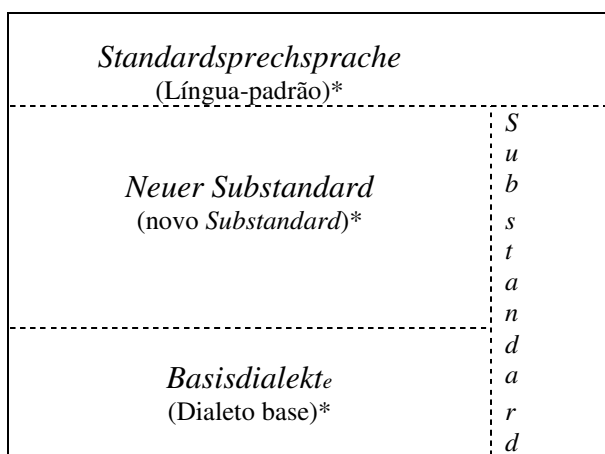 Standardsprechsprache
(Língua-padrão)*
Neuer Substandard
(novo Substandard)*
Basisdialekte
(Dialeto base)*
S
u
b
s
t
a
n
d
a
r
d